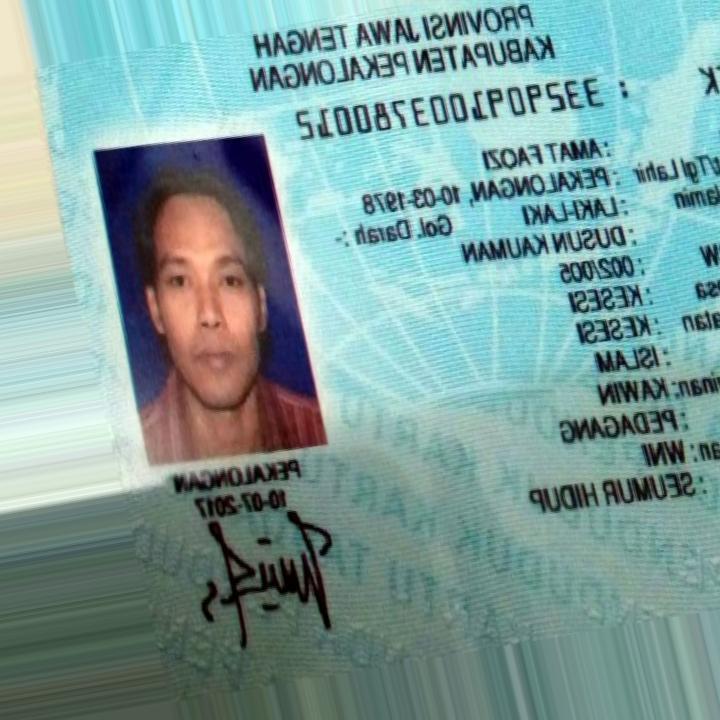 PROVINSI JAWA TENGAH
KABUPATEN PEKALONGAN
IK : 3326091003780012
: AMAT FAOZI
/Tgl Lahir : PEKALONGAN, 10-03-1978
lamin : LAKI-LAKI Gol. Darah : -
: DUSUN KAUMAN
W : 002/005
esa : KESESI
atan : KESESI
: ISLAM
inan: KAWIN
: PEDAGANG
an: WNI
: SEUMUR HIDUP
PEKALONGAN
10-07-2017